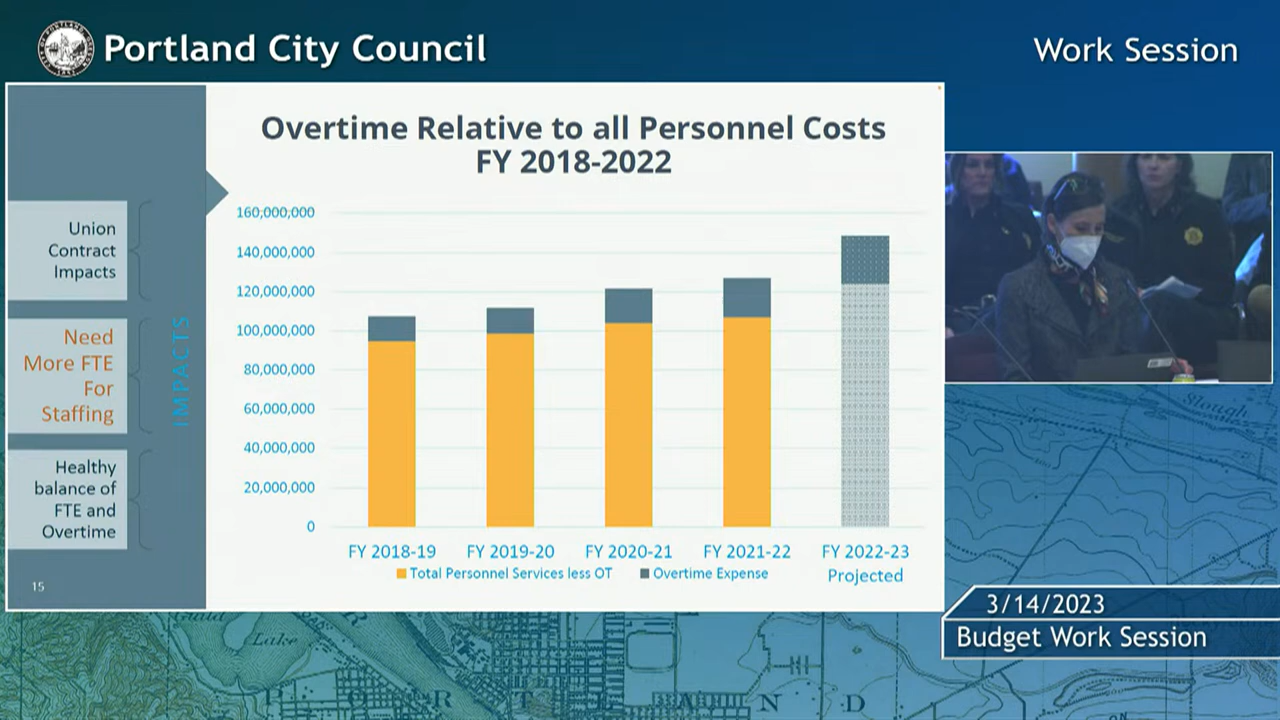 Portland City Council
Work Session
Overtime Relative to all Personnel Costs
FY 2018-2022
Union
Contract
Impacts
Need
More FTE
For
Staffing
Healthy
balance of
FTE and
Overtime
IMPACTS
15
160,000,000
140,000,000
120,000,000
100,000,000
80,000,000
60,000,000
40,000,000
20,000,000
0
FY 2018-19
FY 2019-20
FY 2020-21
FY 2021-22
FY 2022-23
Projected
Total Personnel Services less OT
Overtime Expense
3/14/2023
Budget Work Session
Slough
Guild
Lake
R T L A N D